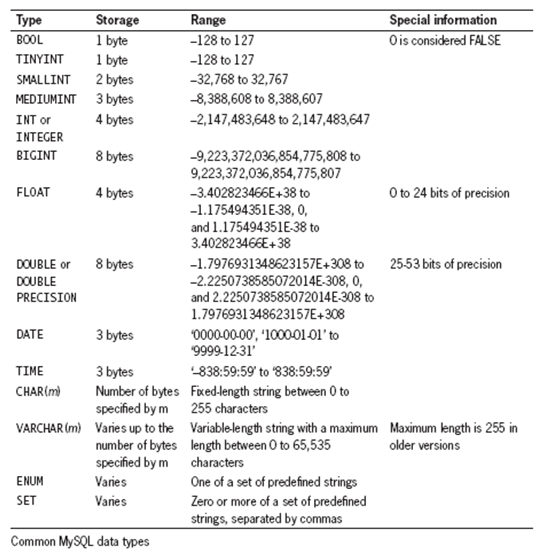 Type Storage Range Special information
BOOL 1 byte –128 to 127 0 is considered FALSE
TINYINT 1 byte –128 to 127
SMALLINT 2 bytes –32,768 to 32,767
MEDIUMINT 3 bytes –8,388,608 to 8,388,607
INT or 4 bytes –2,147,483,648 to 2,147,483,647
INTEGER
BIGINT 8 bytes –9,223,372,036,854,775,808 to
9,223,372,036,854,775,807
FLOAT 4 bytes –3.402823466E+38 to 0 to 24 bits of precision
–1.175494351E-38, 0,
and 1.175494351E-38 to
3.402823466E+38
DOUBLE or 8 bytes –1.7976931348623157E+308 to 25-53 bits of precision
DOUBLE –2.2250738585072014E-308, 0,
PRECISION and 2.2250738585072014E-308 to
1.7976931348623157E+308
DATE 3 bytes ‘0000-00-00’, ‘1000-01-01’ to
‘9999-12-31’
TIME 3 bytes ‘–838:59:59’ to ‘838:59:59’
CHAR(m) Number of bytes Fixed-length string between 0 to
specified by m 255 characters
VARCHAR(m) Varies up to the Variable-length string with a maximum Maximum length is 255 in
number of bytes length between 0 to 65,535 older versions
specified by m characters
ENUM Varies One of a set of predefined strings
SET Varies Zero or more of a set of predefined
strings, separated by commas
Common MySQL data types